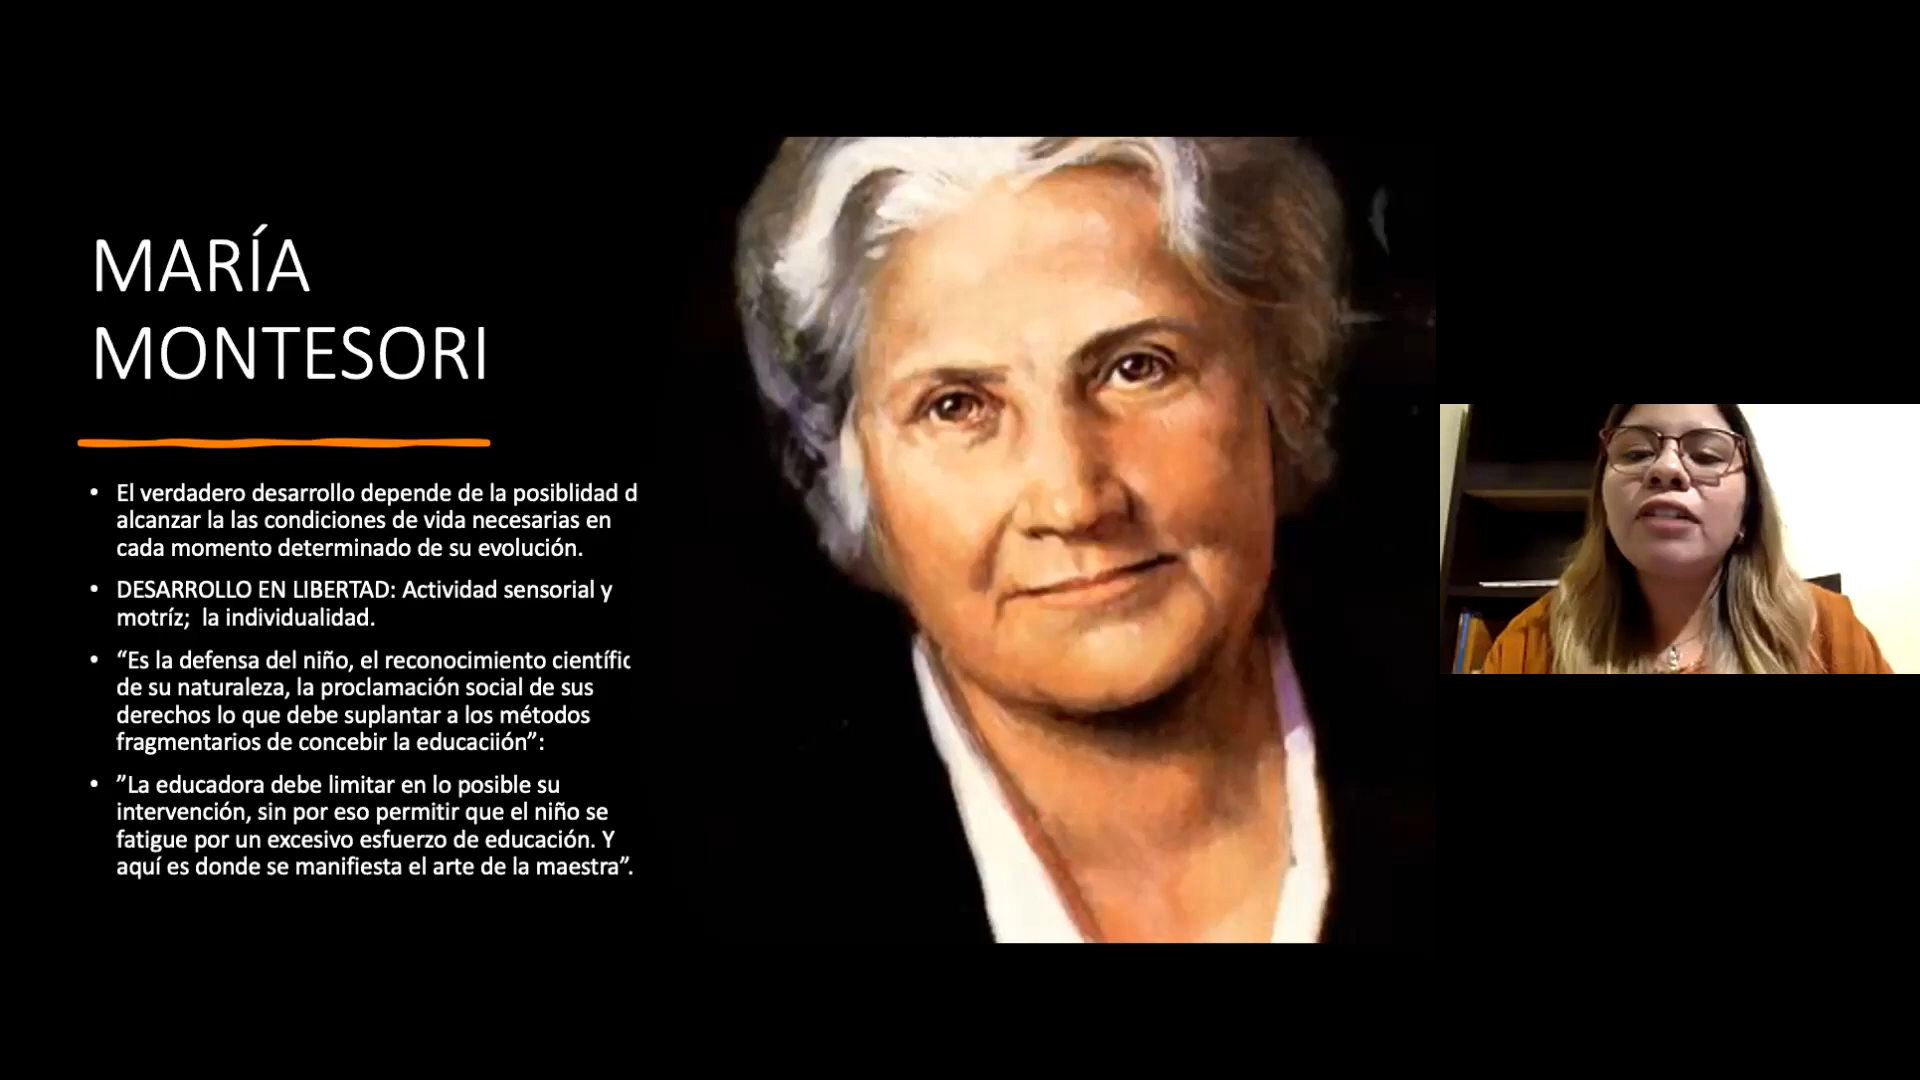 MARÍA
MONTESORI
• El verdadero desarrollo depende de la posiblidad d
alcanzar la las condiciones de vida necesarias en
cada momento determinado de su evolución.
• DESARROLLO EN LIBERTAD: Actividad sensorial y
motríz;  la individualidad.
• “Es la defensa del niño, el reconocimiento científic
de su naturaleza, la proclamación social de sus
derechos lo que debe suplantar a los métodos
fragmentarios de concebir la educaciión”:
• ”La educadora debe limitar en lo posible su
intervención, sin por eso permitir que el niño se
fatigue por un excesivo esfuerzo de educación. Y
aquí es donde se manifiesta el arte de la maestra”.